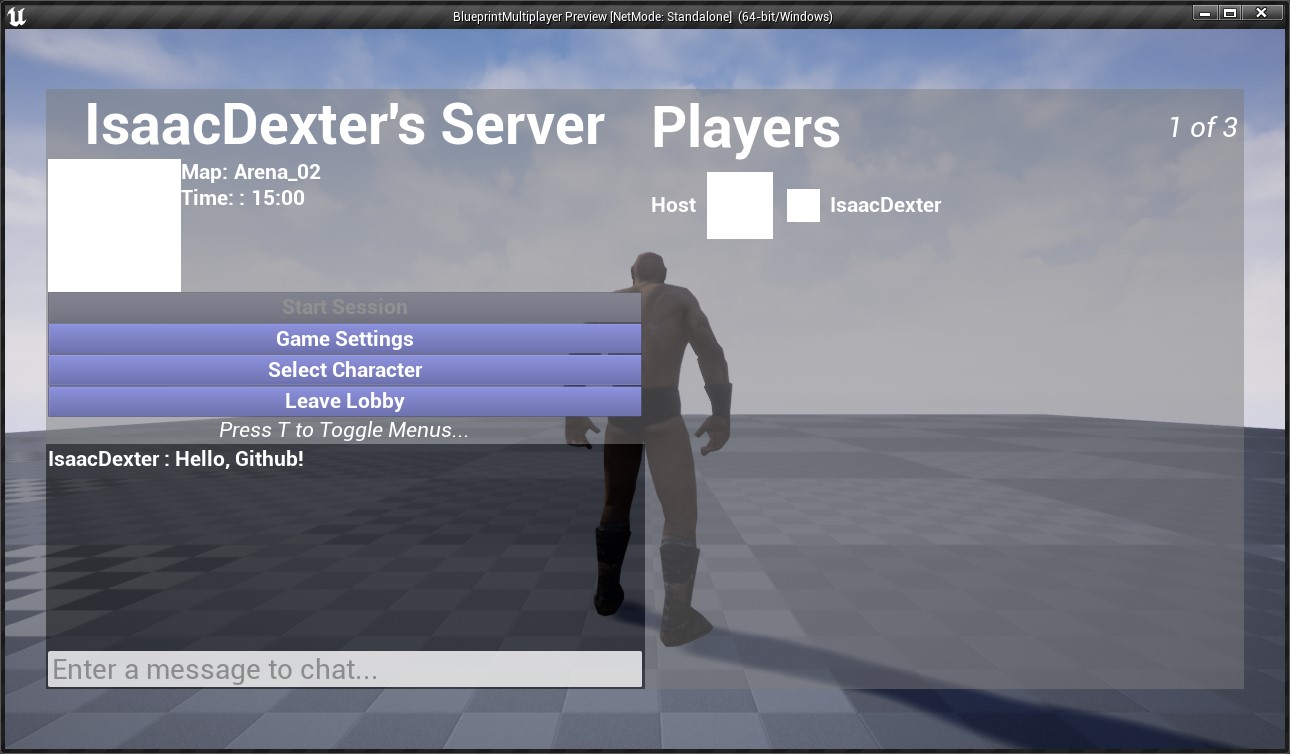 BlueprintMultiplayer Preview [NetMode: Standalone] (64-bit/Windows)
IsaacDexter's Server
Map: Arena_02
Time: : 15:00
Start Session
Game Settings
Select Character
Leave Lobby
Press T to Toggle Menus...
IsaacDexter : Hello, Github!
Enter a message to chat...
Players
1 of 3
Host
IsaacDexter